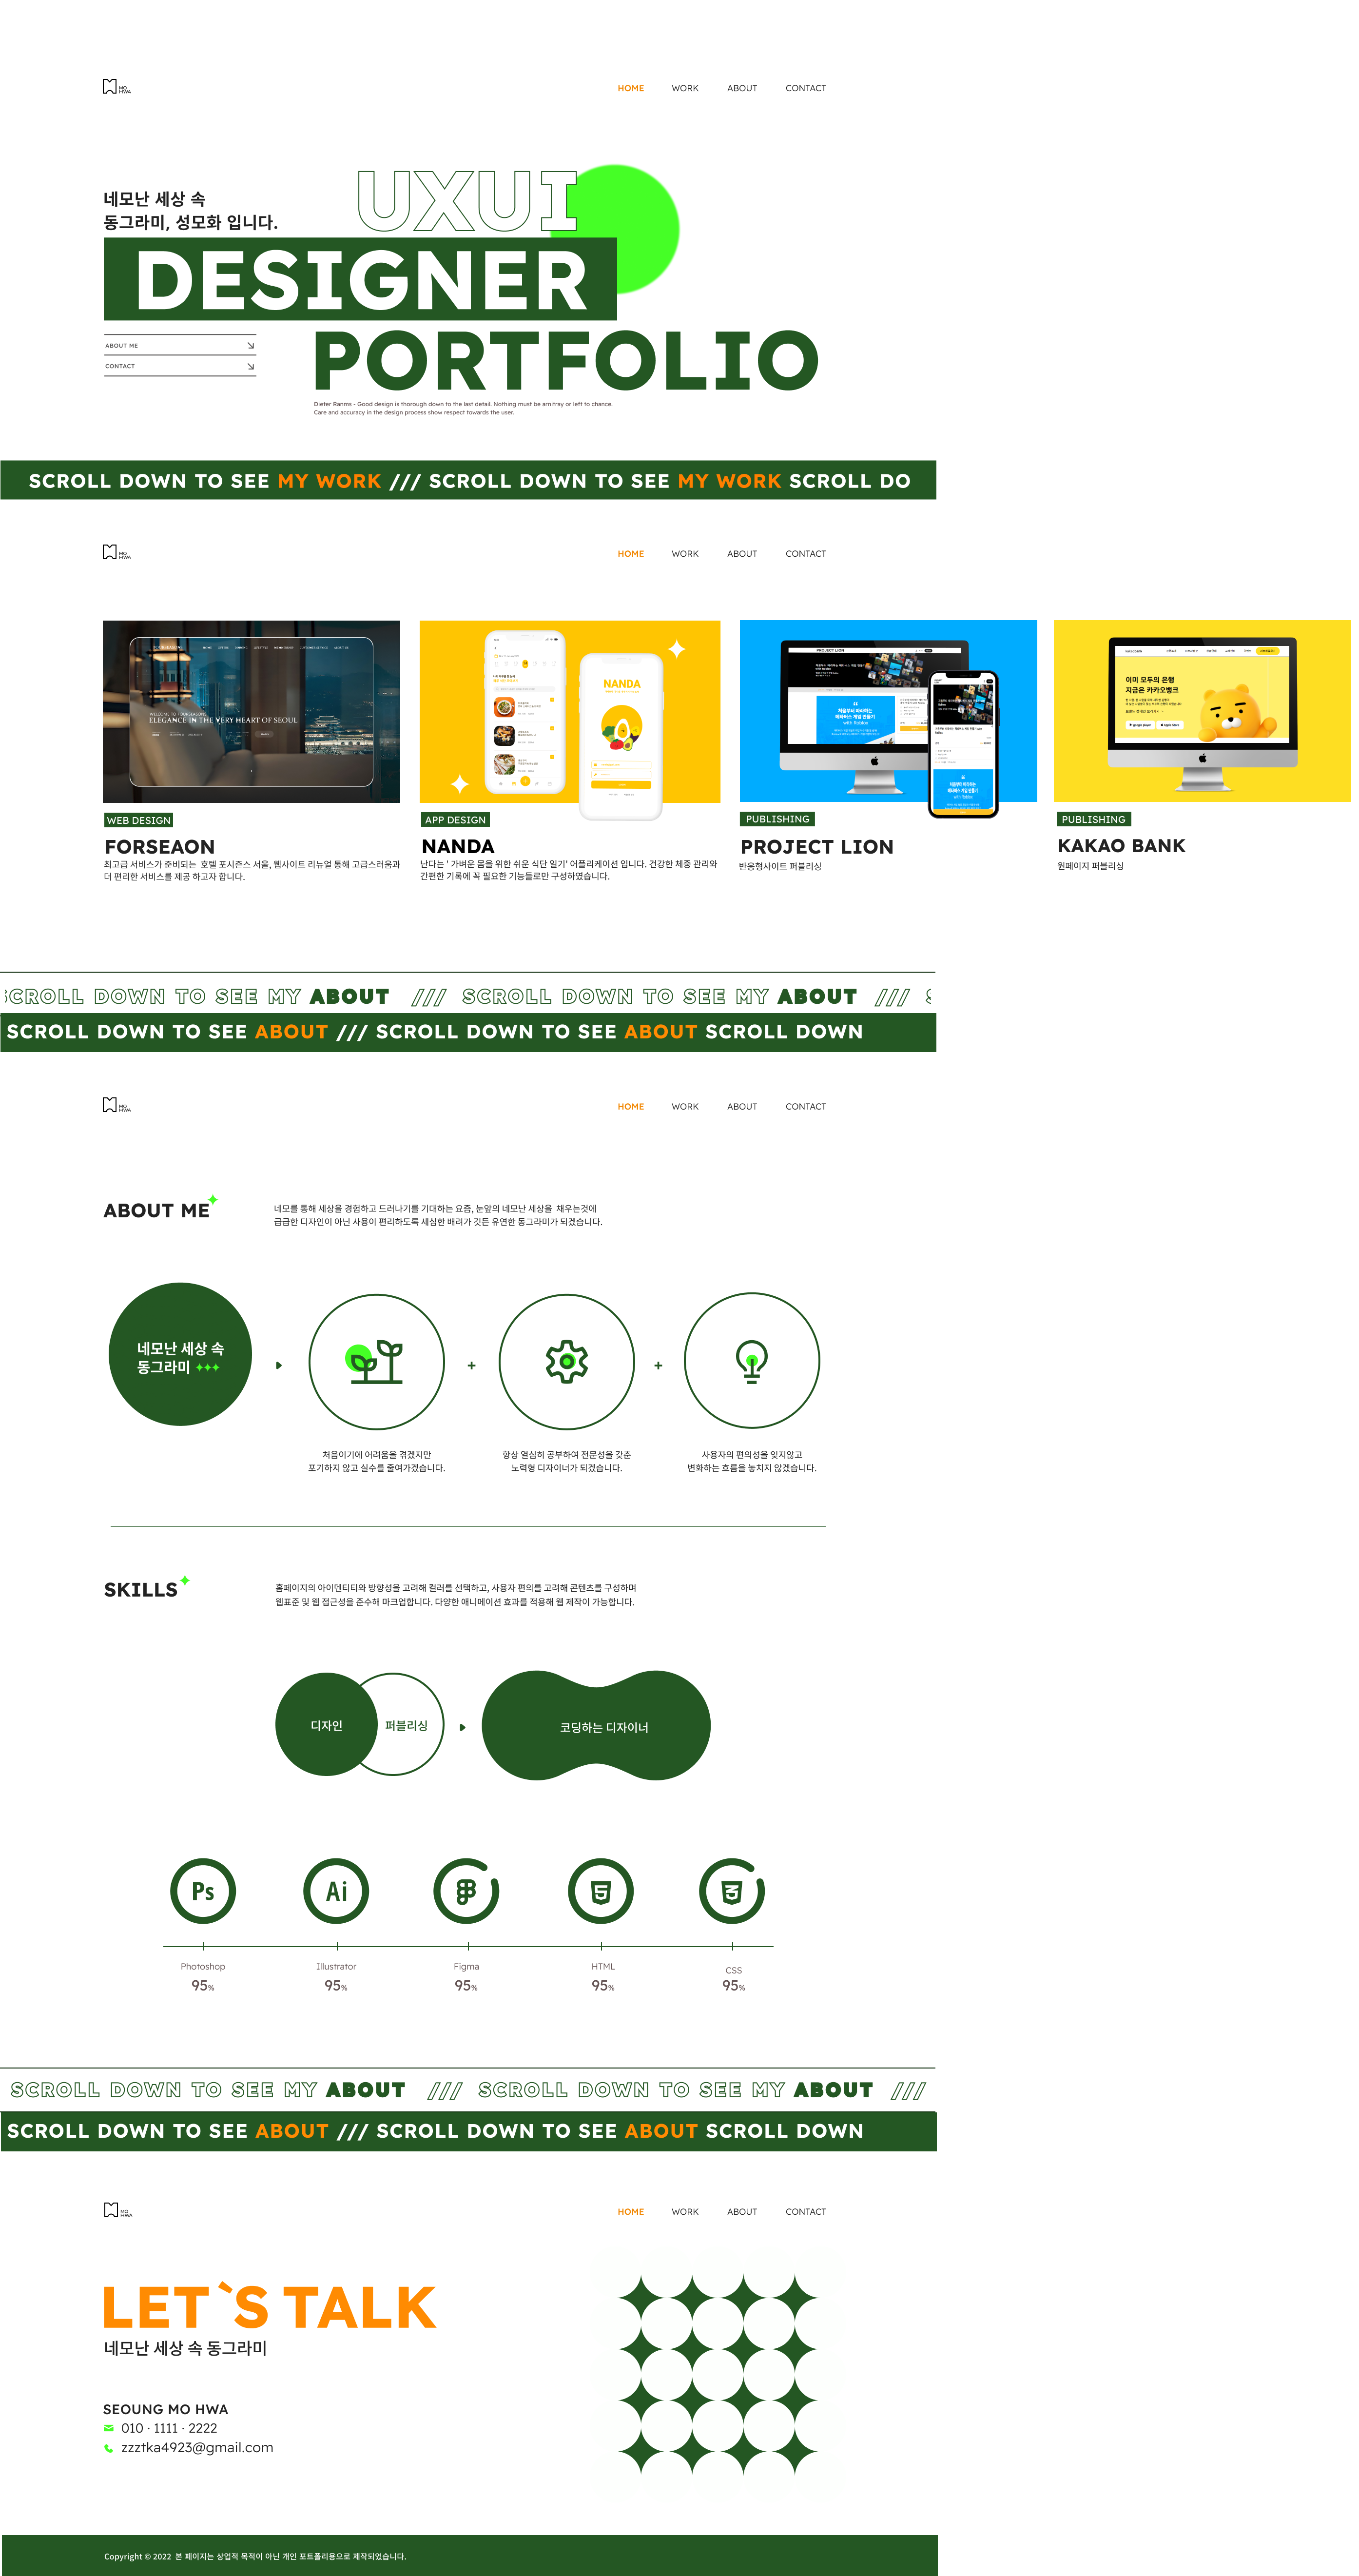 MO
HWA
HOME WORK ABOUT CONTACT
네모난 세상 속
동그라미, 성모화 입니다.
UXUI
DESIGNER
PORTFOLIO
ABOUT ME
CONTACT
Dieter Ranms - Good design is thorough down to the last detail. Nothing must be arnitray or left to chance.
Care and accuracy in the design process show respect towards the user.
SCROLL DOWN TO SEE MY WORK /// SCROLL DOWN TO SEE MY WORK SCROLL DO
MO
HWA
HOME WORK ABOUT CONTACT
ELEGANCE IN THE VERY HEART OF SEOUL
NANDA
PROJECT LION
처음부터 따라하는
메타버스 게임 만들기
with Roblox
이미 모두의 은행
지금은 카카오뱅크
google player
Apple Store
WEB DESIGN
FORSEAON
최고급 서비스가 준비되는 호텔 포시즌스 서울, 웹사이트 리뉴얼 통해 고급스러움과
더 편리한 서비스를 제공 하고자 합니다.
APP DESIGN
NANDA
난다는 ' 가벼운 몸을 위한 쉬운 식단 일기' 어플리케이션 입니다. 건강한 체중 관리와
간편한 기록에 꼭 필요한 기능들로만 구성하였습니다.
PUBLISHING
PROJECT LION
반응형사이트 퍼블리싱
PUBLISHING
KAKAO BANK
원페이지 퍼블리싱
SCROLL DOWN TO SEE MY ABOUT /// SCROLL DOWN TO SEE MY ABOUT /// S
SCROLL DOWN TO SEE ABOUT /// SCROLL DOWN TO SEE ABOUT SCROLL DOWN
MO
HWA
HOME WORK ABOUT CONTACT
ABOUT ME
네모를 통해 세상을 경험하고 드러나기를 기대하는 요즘, 눈앞의 네모난 세상을 채우는것에
급급한 디자인이 아닌 사용이 편리하도록 세심한 배려가 깃든 유연한 동그라미가 되겠습니다.
네모난 세상 속
동그라미
처음이기에 어려움을 겪겠지만
포기하지 않고 실수를 줄여가겠습니다.
항상 열심히 공부하여 전문성을 갖춘
노력형 디자이너가 되겠습니다.
사용자의 편의성을 잊지않고
변화하는 흐름을 놓치지 않겠습니다.
SKILLS
홈페이지의 아이덴티티와 방향성을 고려해 컬러를 선택하고, 사용자 편의를 고려해 콘텐츠를 구성하며
웹표준 및 웹 접근성을 준수해 마크업합니다. 다양한 애니메이션 효과를 적용해 웹 제작이 가능합니다.
디자인
퍼블리싱
코딩하는 디자이너
Ps
Ai
Photoshop
Illustrator
Figma
HTML
CSS
95%
95%
95%
95%
95%
SCROLL DOWN TO SEE MY ABOUT /// SCROLL DOWN TO SEE MY ABOUT ///
SCROLL DOWN TO SEE ABOUT /// SCROLL DOWN TO SEE ABOUT SCROLL DOWN
MO
HWA
HOME WORK ABOUT CONTACT
LET`S TALK
네모난 세상 속 동그라미
SEOUNG MO HWA
010 · 1111 · 2222
zzztka4923@gmail.com
Copyright © 2022 본 페이지는 상업적 목적이 아닌 개인 포트폴리용으로 제작되었습니다.